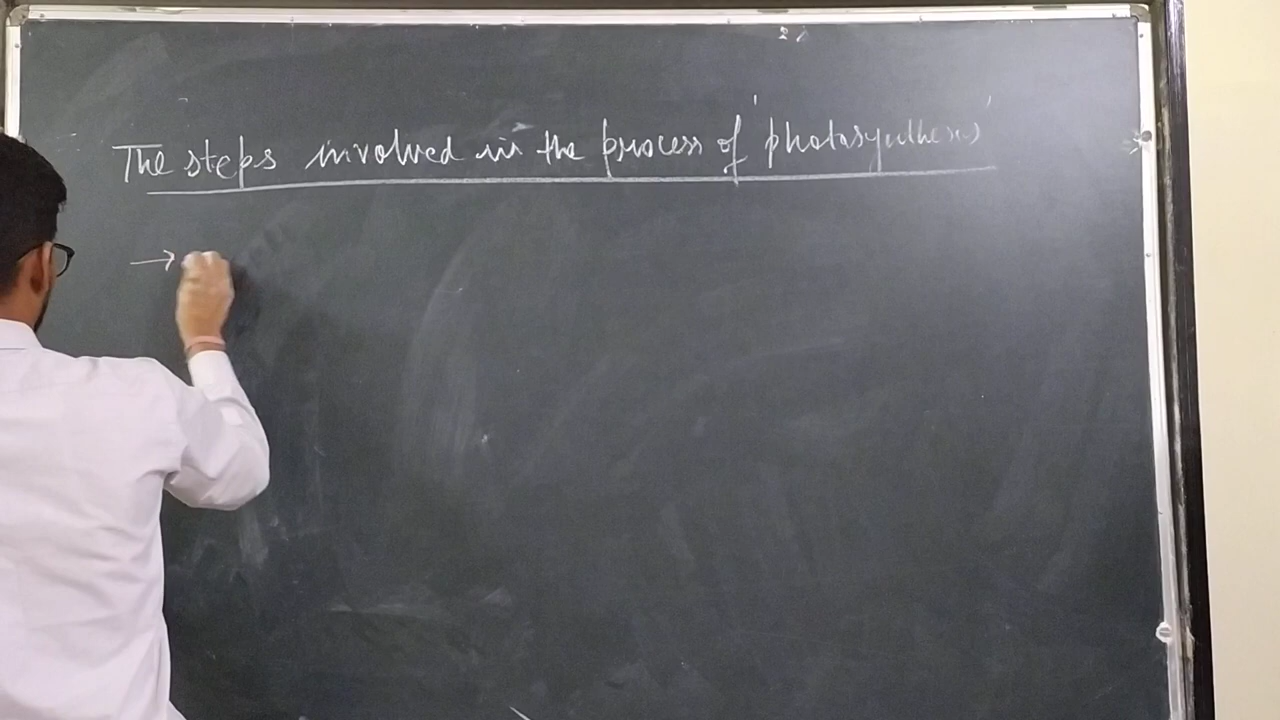 The steps involved in the process of 'photosynthesis'
→